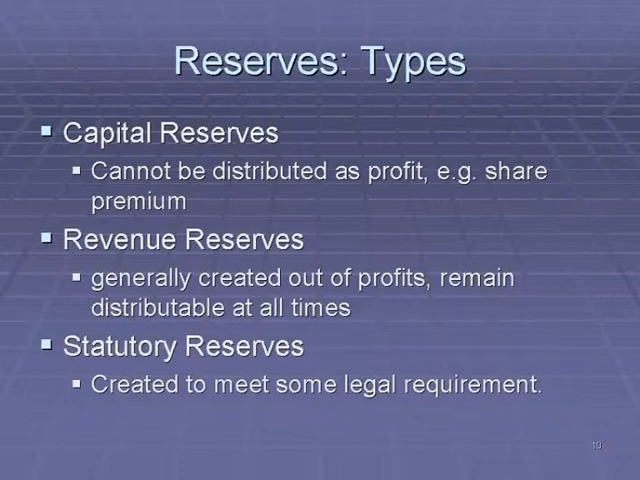 Reserves: Types
Capital Reserves
Cannot be distributed as profit, e.g. share
premium
Revenue Reserves
generally created out of profits, remain
distributable at all times
Statutory Reserves
Created to meet some legal requirement.
10